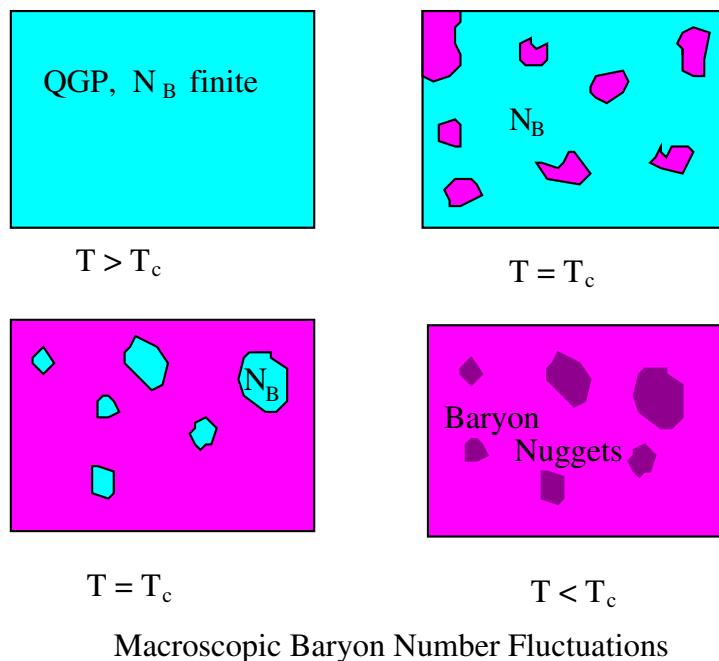 QGP, N_B finite
N_B
T > T_c
T = T_c
N_B
Baryon
Nuggets
T = T_c
T < T_c
Macroscopic Baryon Number Fluctuations